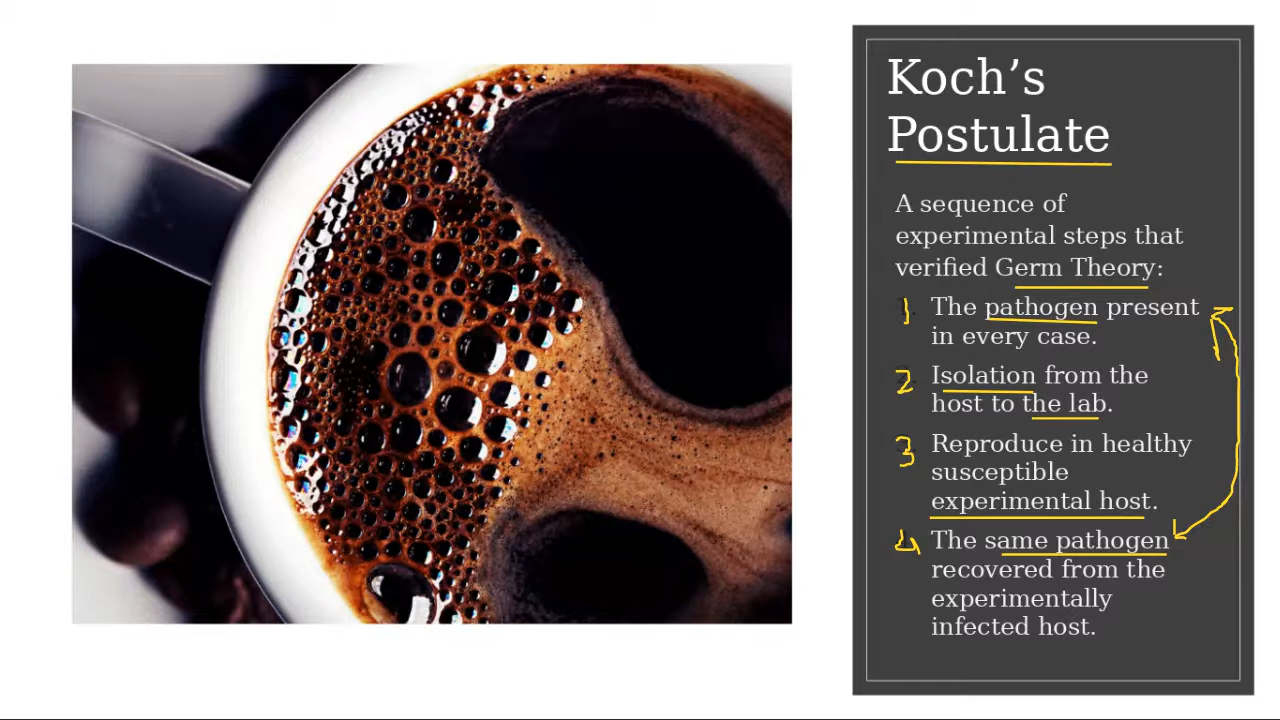 Koch’s
Postulate
A sequence of
experimental steps that
verified Germ Theory:
1. The pathogen present
in every case.
2 Isolation from the
host to the lab.
3 Reproduce in healthy
susceptible
experimental host.
4 The same pathogen
recovered from the
experimentally
infected host.